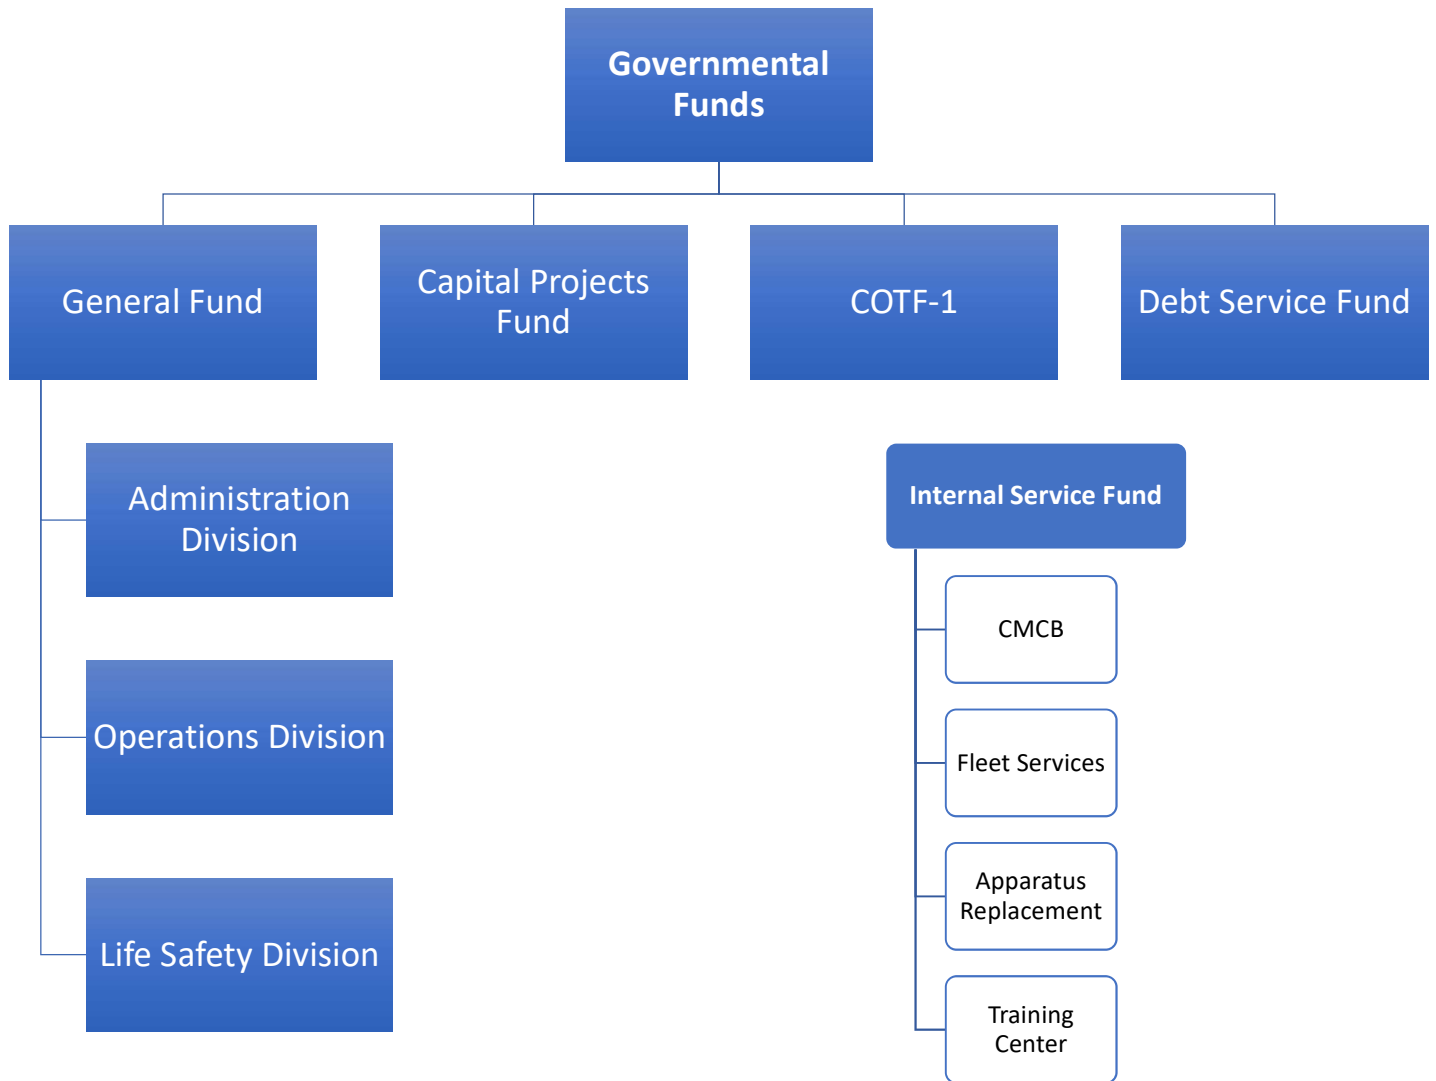 Governmental
Funds
General Fund
Capital Projects
Fund
COTF-1
Debt Service Fund
Administration
Division
Operations Division
Life Safety Division
Internal Service Fund
CMCB
Fleet Services
Apparatus
Replacement
Training
Center